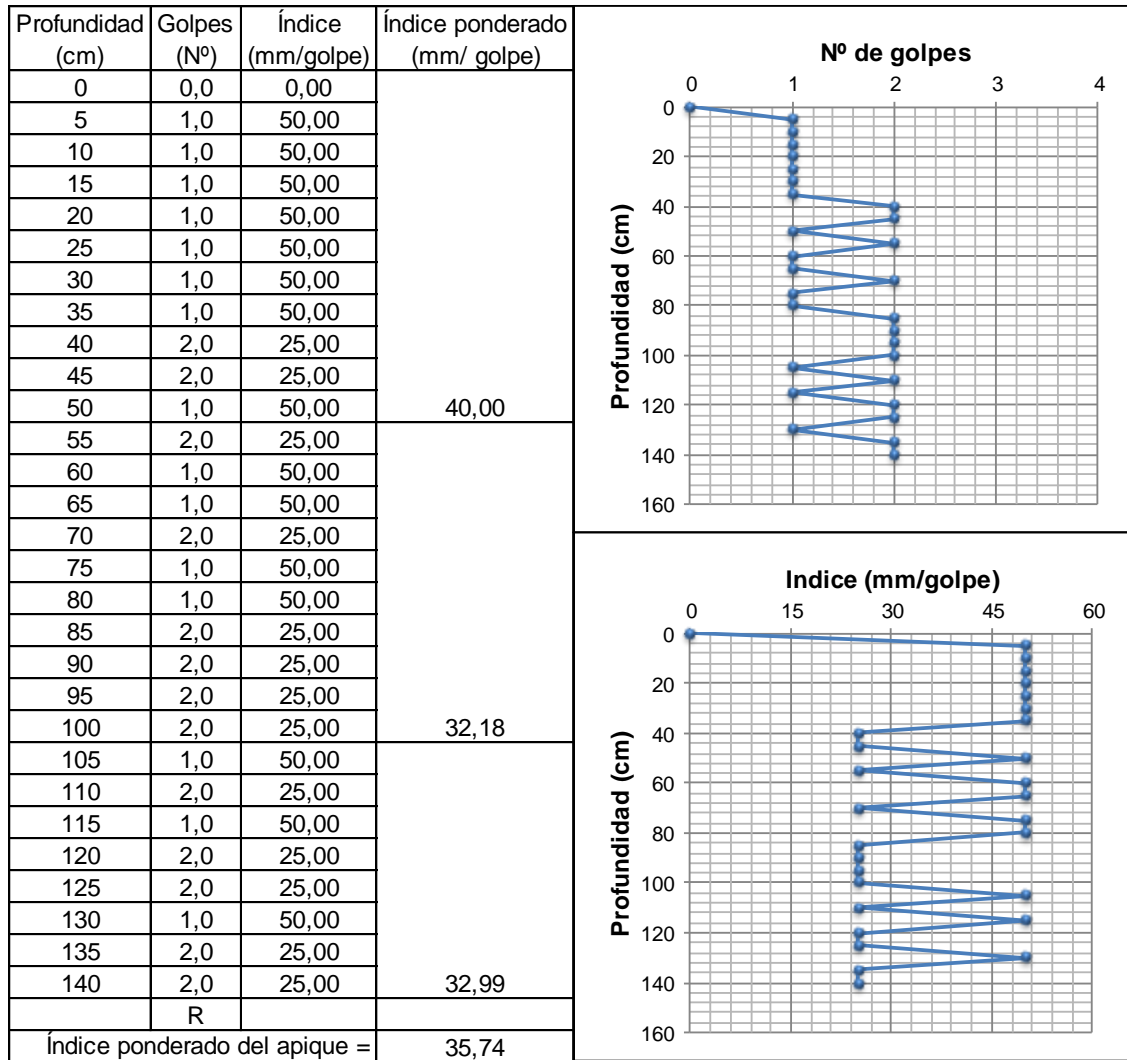 Profundidad (cm) Golpes (Nº) Índice (mm/golpe) Índice ponderado (mm/ golpe)
0 0,0 0,00
5 1,0 50,00
10 1,0 50,00
15 1,0 50,00
20 1,0 50,00
25 1,0 50,00
30 1,0 50,00
35 1,0 50,00
40 2,0 25,00
45 2,0 25,00
50 1,0 50,00 40,00
55 2,0 25,00
60 1,0 50,00
65 1,0 50,00
70 2,0 25,00
75 1,0 50,00
80 1,0 50,00
85 2,0 25,00
90 2,0 25,00
95 2,0 25,00
100 2,0 25,00 32,18
105 1,0 50,00
110 2,0 25,00
115 1,0 50,00
120 2,0 25,00
125 2,0 25,00
130 1,0 50,00
135 2,0 25,00
140 2,0 25,00 32,99
R
Índice ponderado del apique = 35,74
Nº de golpes
0 1 2 3 4
0
20
40
60
80
100
120
140
160
Profundidad (cm)
Indice (mm/golpe)
0 15 30 45 60
0
20
40
60
80
100
120
140
160
Profundidad (cm)